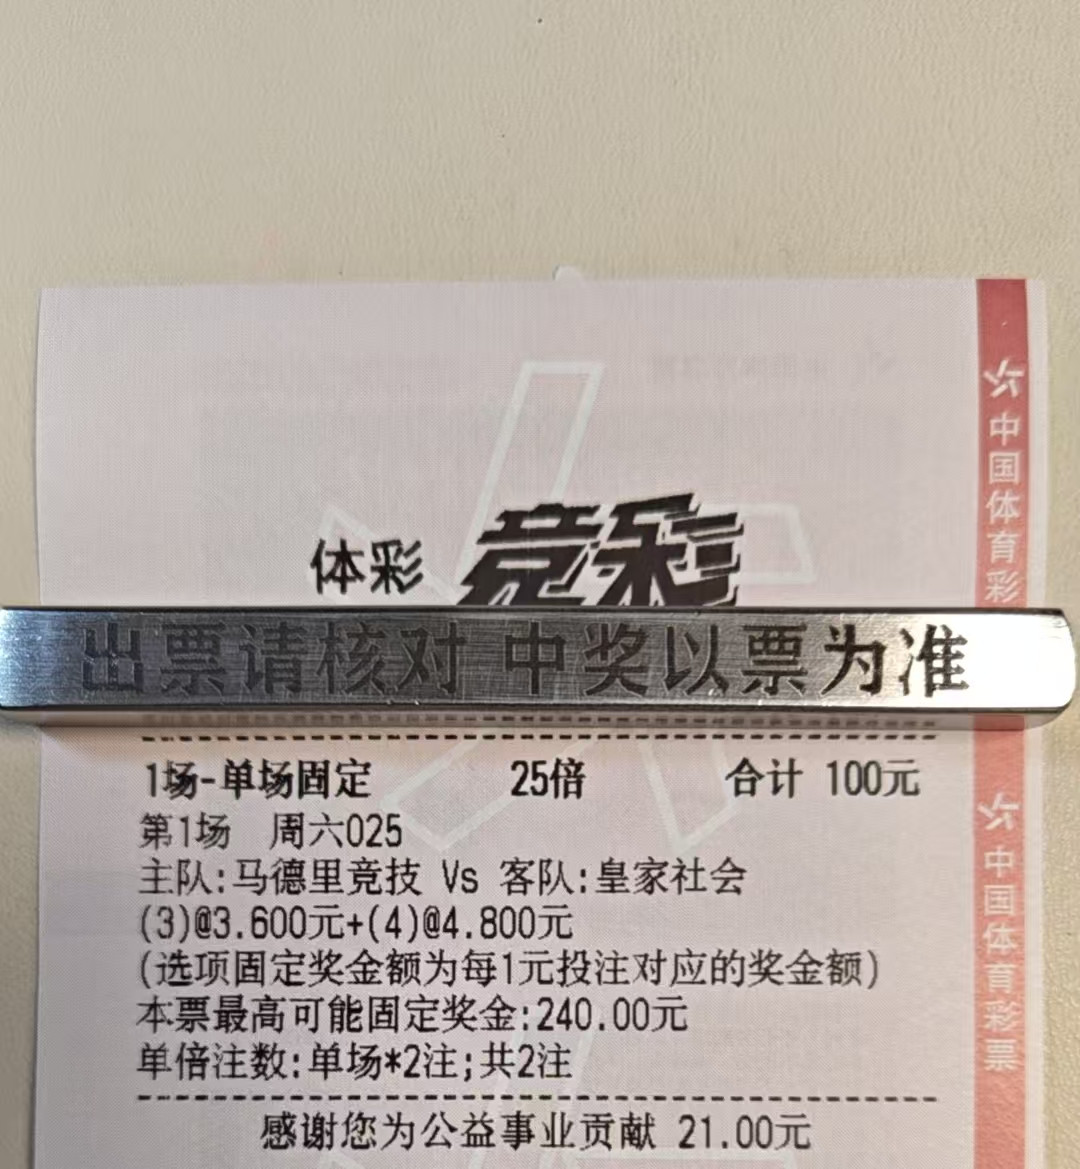 体彩 竞彩
出票请核对 中奖以票为准
1场-单场固定 25倍 合计 100元
第1场 周六025
主队:马德里竞技 Vs 客队:皇家社会
(3)@3.600元+(4)@4.800元
(选项固定奖金额为每1元投注对应的奖金额)
本票最高可能固定奖金:240.00元
单倍注数:单场*2注;共2注
感谢您为公益事业贡献 21.00元
中国体育彩
中国体育彩票